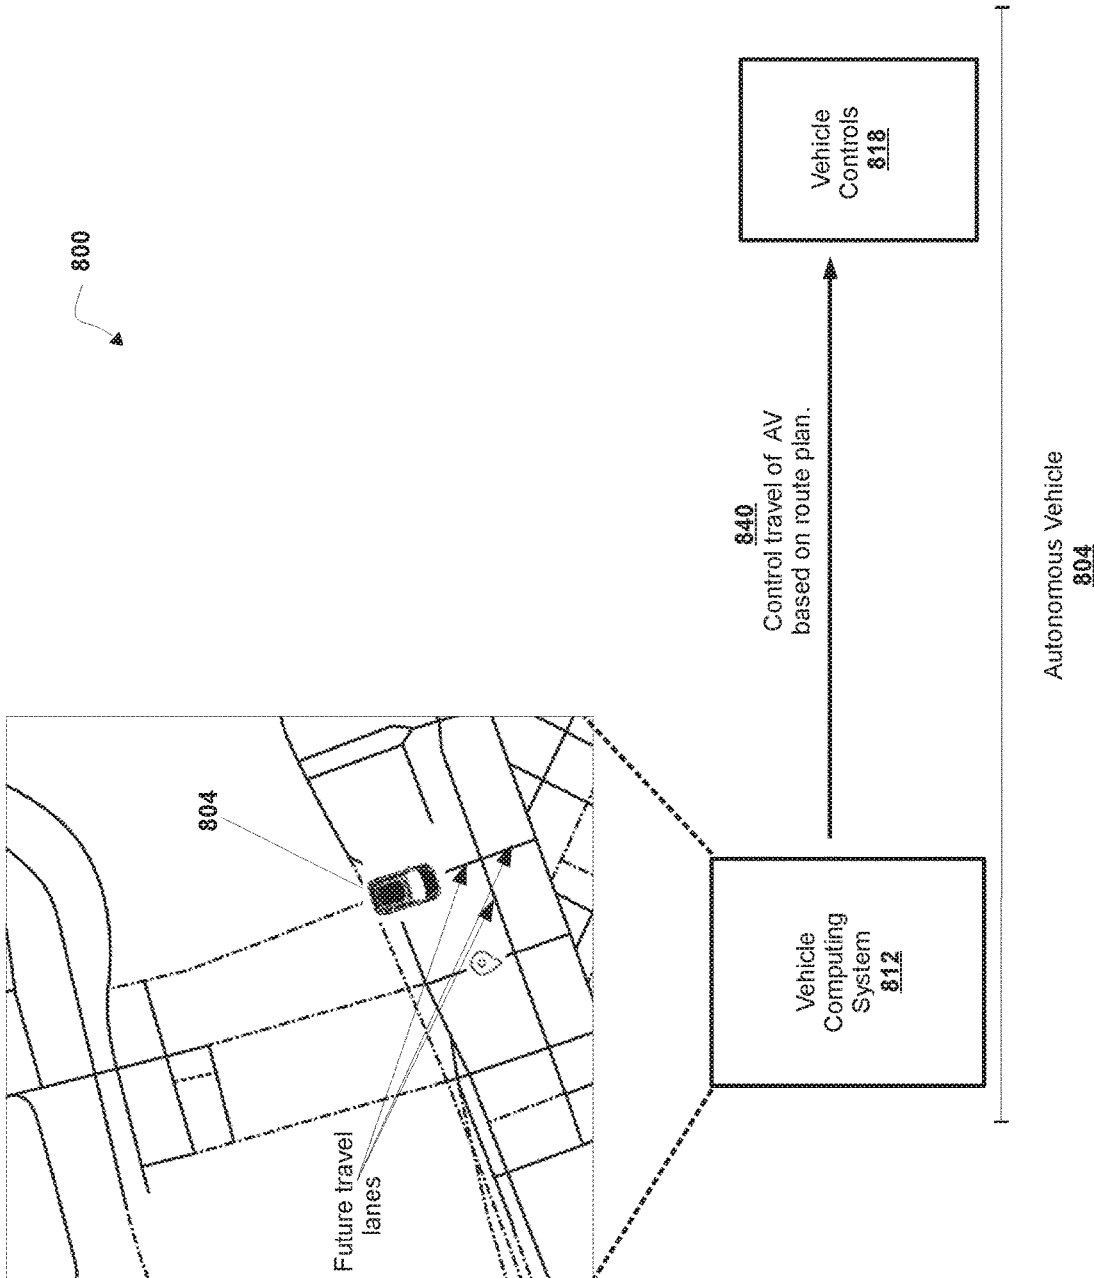 800
804
Future travel
lanes
840
Control travel of AV
based on route plan.
Vehicle
Computing
System
812
Vehicle
Controls
818
Autonomous Vehicle
804